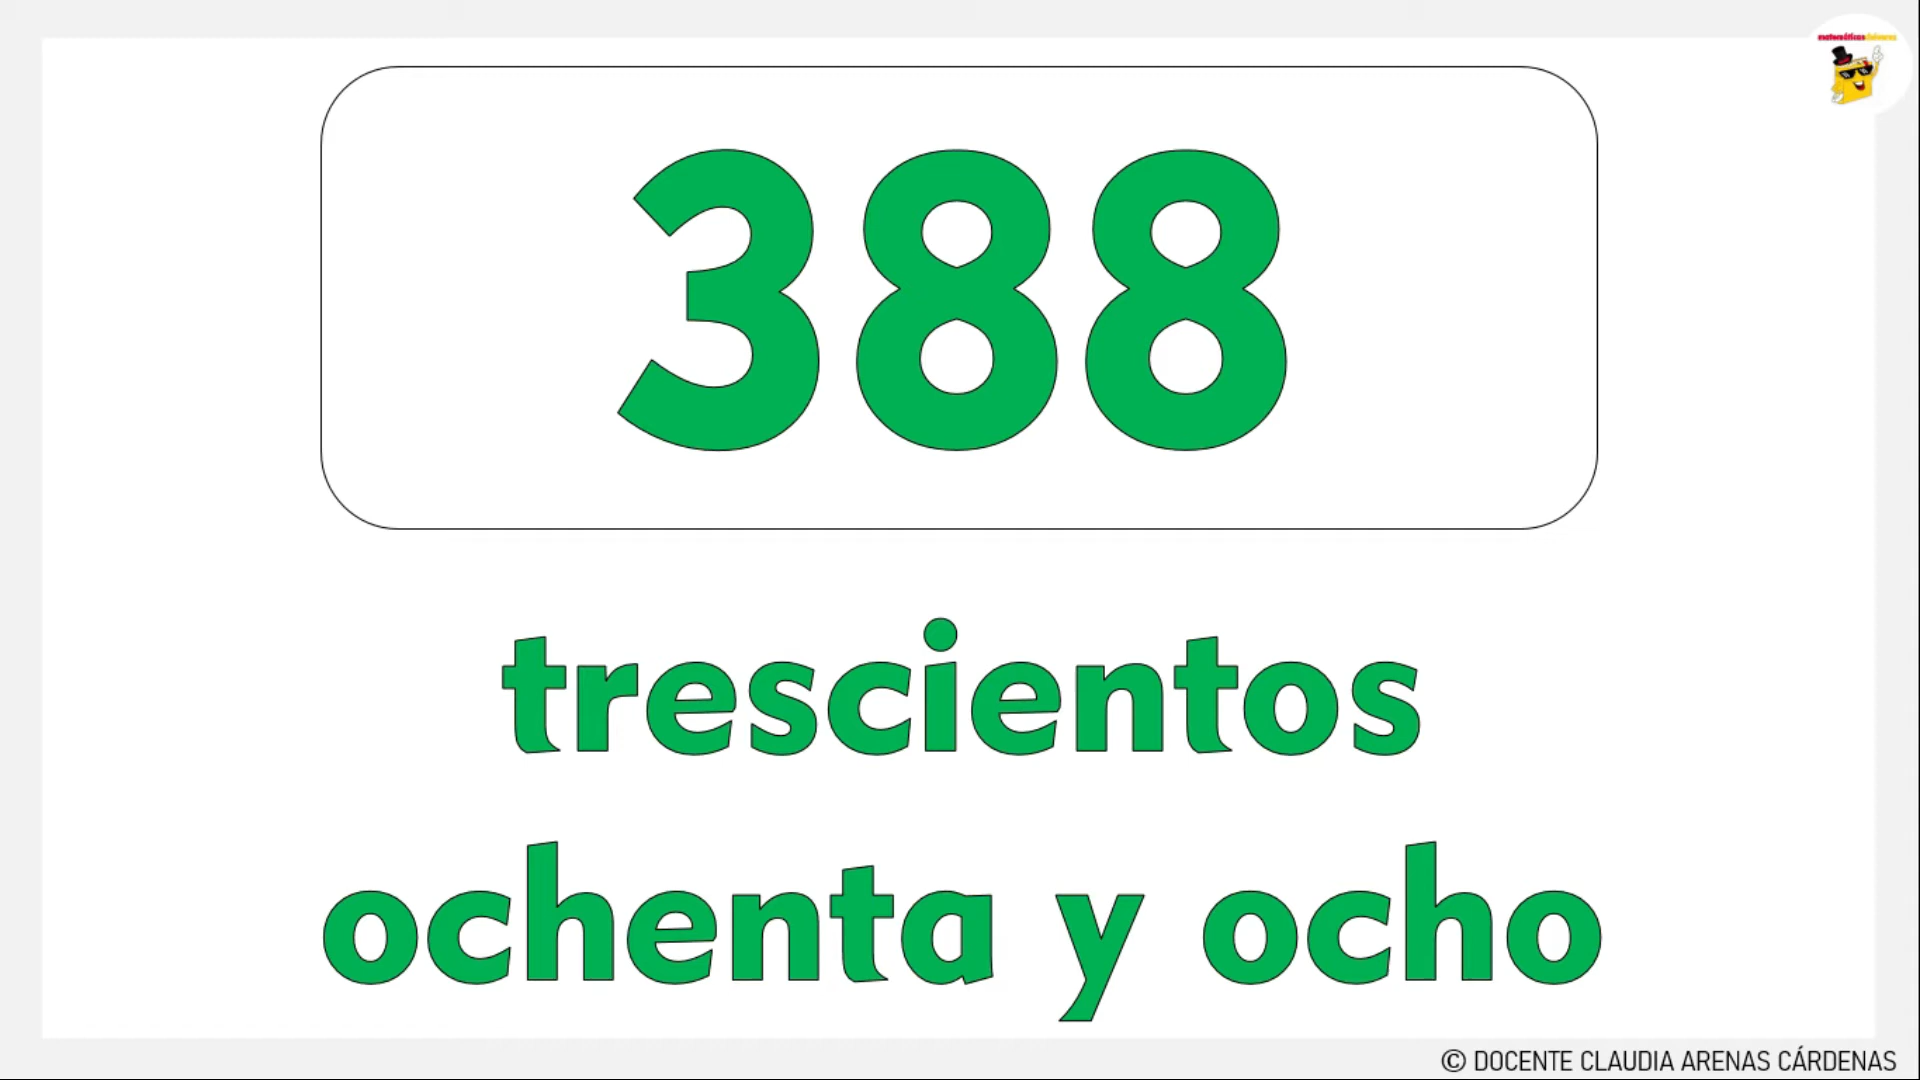 388
trescientos
ochenta y ocho
© DOCENTE CLAUDIA ARENAS CÁRDENAS